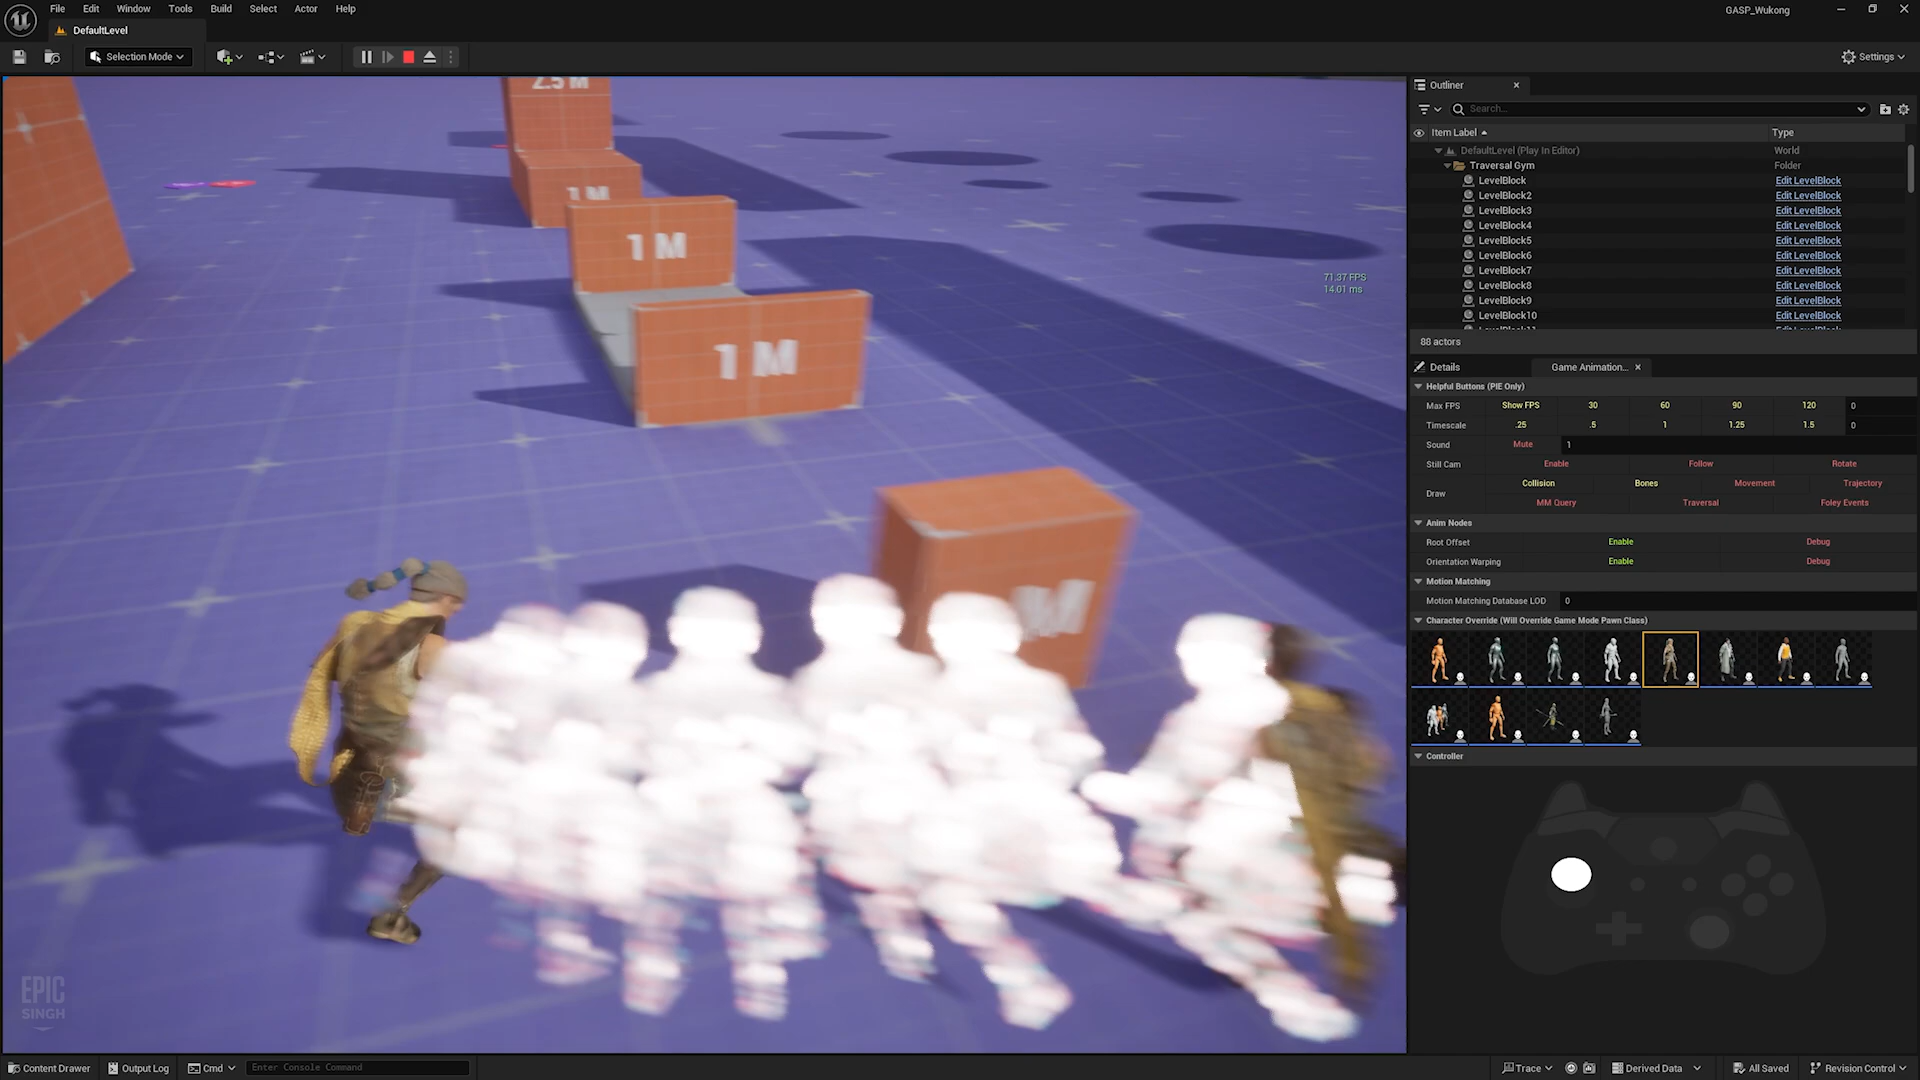 File Edit Window Tools Build Select Actor Help
GASP_Wukong
DefaultLevel
Selection Mode
Settings
2.5 M
1 M
1 M
1 M
M
71.37 FPS
14.01 ms
EPIC
SINGH
Outliner
Search...
Item Label Type
DefaultLevel (Play In Editor) World
Traversal Gym Folder
LevelBlock Edit LevelBlock
LevelBlock2 Edit LevelBlock
LevelBlock3 Edit LevelBlock
LevelBlock4 Edit LevelBlock
LevelBlock5 Edit LevelBlock
LevelBlock6 Edit LevelBlock
LevelBlock7 Edit LevelBlock
LevelBlock8 Edit LevelBlock
LevelBlock9 Edit LevelBlock
LevelBlock10 Edit LevelBlock
88 actors
Details Game Animation...
Helpful Buttons (PIE Only)
Max FPS Show FPS 30 60 90 120 0
Timescale .25 .5 1 1.25 1.5 0
Sound Mute 1
Still Cam Enable Follow Rotate
Draw Collision Bones Movement Trajectory
MM Query Traversal Foley Events
Anim Nodes
Root Offset Enable Debug
Orientation Warping Enable Debug
Motion Matching
Motion Matching Database LOD 0
Character Override (Will Override Game Mode Pawn Class)
Controller
Content Drawer Output Log Cmd Enter Console Command
Trace Derived Data All Saved Revision Control